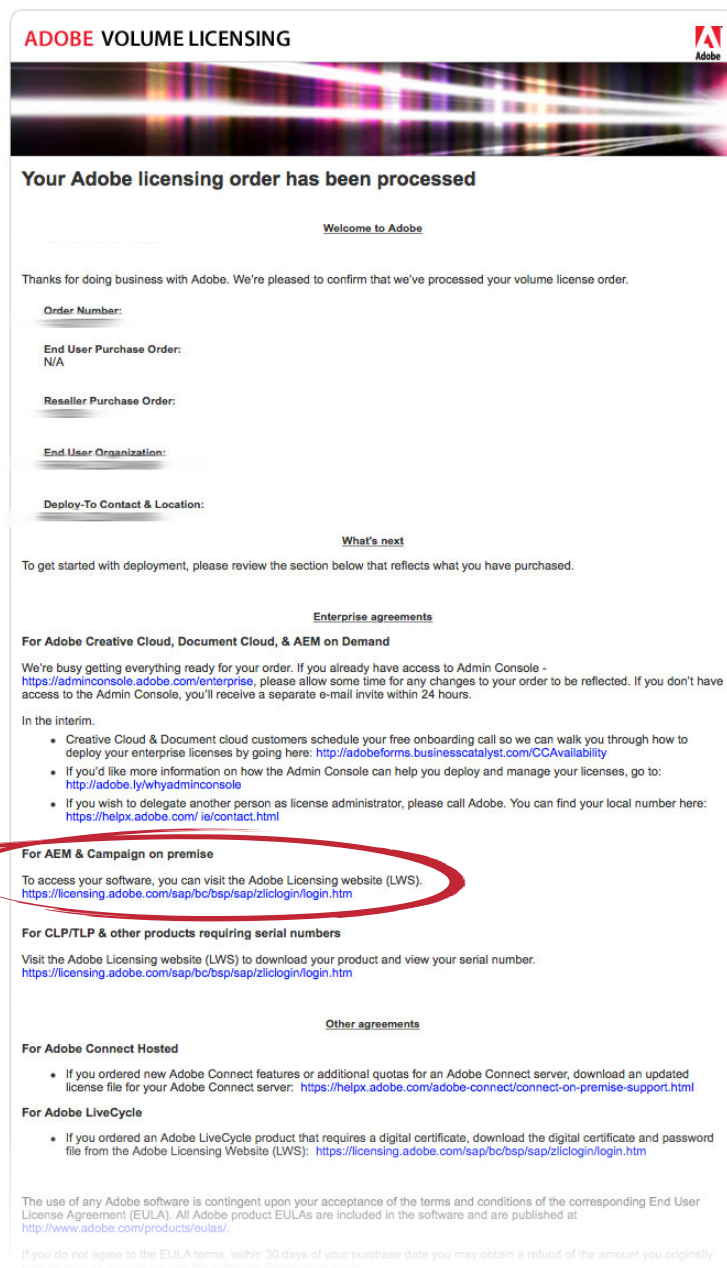 ADOBE VOLUME LICENSING
Adobe
Your Adobe licensing order has been processed
Welcome to Adobe
Thanks for doing business with Adobe. We're pleased to confirm that we've processed your volume license order.
Order Number:
End User Purchase Order:
N/A
Reseller Purchase Order:
End User Organization:
Deploy-To Contact & Location:
What's next
To get started with deployment, please review the section below that reflects what you have purchased.
Enterprise agreements
For Adobe Creative Cloud, Document Cloud, & AEM on Demand
We're busy getting everything ready for your order. If you already have access to Admin Console -
https://adminconsole.adobe.com/enterprise, please allow some time for any changes to your order to be reflected. If you don't have
access to the Admin Console, you'll receive a separate e-mail invite within 24 hours.
In the interim.
• Creative Cloud & Document cloud customers schedule your free onboarding call so we can walk you through how to
deploy your enterprise licenses by going here: http://adobeforms.businesscatalyst.com/CCAvailability
• If you'd like more information on how the Admin Console can help you deploy and manage your licenses, go to:
http://adobe.ly/whyadminconsole
• If you wish to delegate another person as license administrator, please call Adobe. You can find your local number here:
https://helpx.adobe.com/ ie/contact.html
For AEM & Campaign on premise
To access your software, you can visit the Adobe Licensing website (LWS).
https://licensing.adobe.com/sap/bc/bsp/sap/zliclogin/login.htm
For CLP/TLP & other products requiring serial numbers
Visit the Adobe Licensing website (LWS) to download your product and view your serial number.
https://licensing.adobe.com/sap/bc/bsp/sap/zliclogin/login.htm
Other agreements
For Adobe Connect Hosted
• If you ordered new Adobe Connect features or additional quotas for an Adobe Connect server, download an updated
license file for your Adobe Connect server: https://helpx.adobe.com/adobe-connect/connect-on-premise-support.html
For Adobe LiveCycle
• If you ordered an Adobe LiveCycle product that requires a digital certificate, download the digital certificate and password
file from the Adobe Licensing Website (LWS): https://licensing.adobe.com/sap/bc/bsp/sap/zliclogin/login.htm
The use of any Adobe software is contingent upon your acceptance of the terms and conditions of the corresponding End User
License Agreement (EULA). All Adobe product EULAs are included in the software and are published at
http://www.adobe.com/products/eulas/.
If you do not agree to the EULA terms, within 30 days of your purchase date you may obtain a refund of the amount you originally